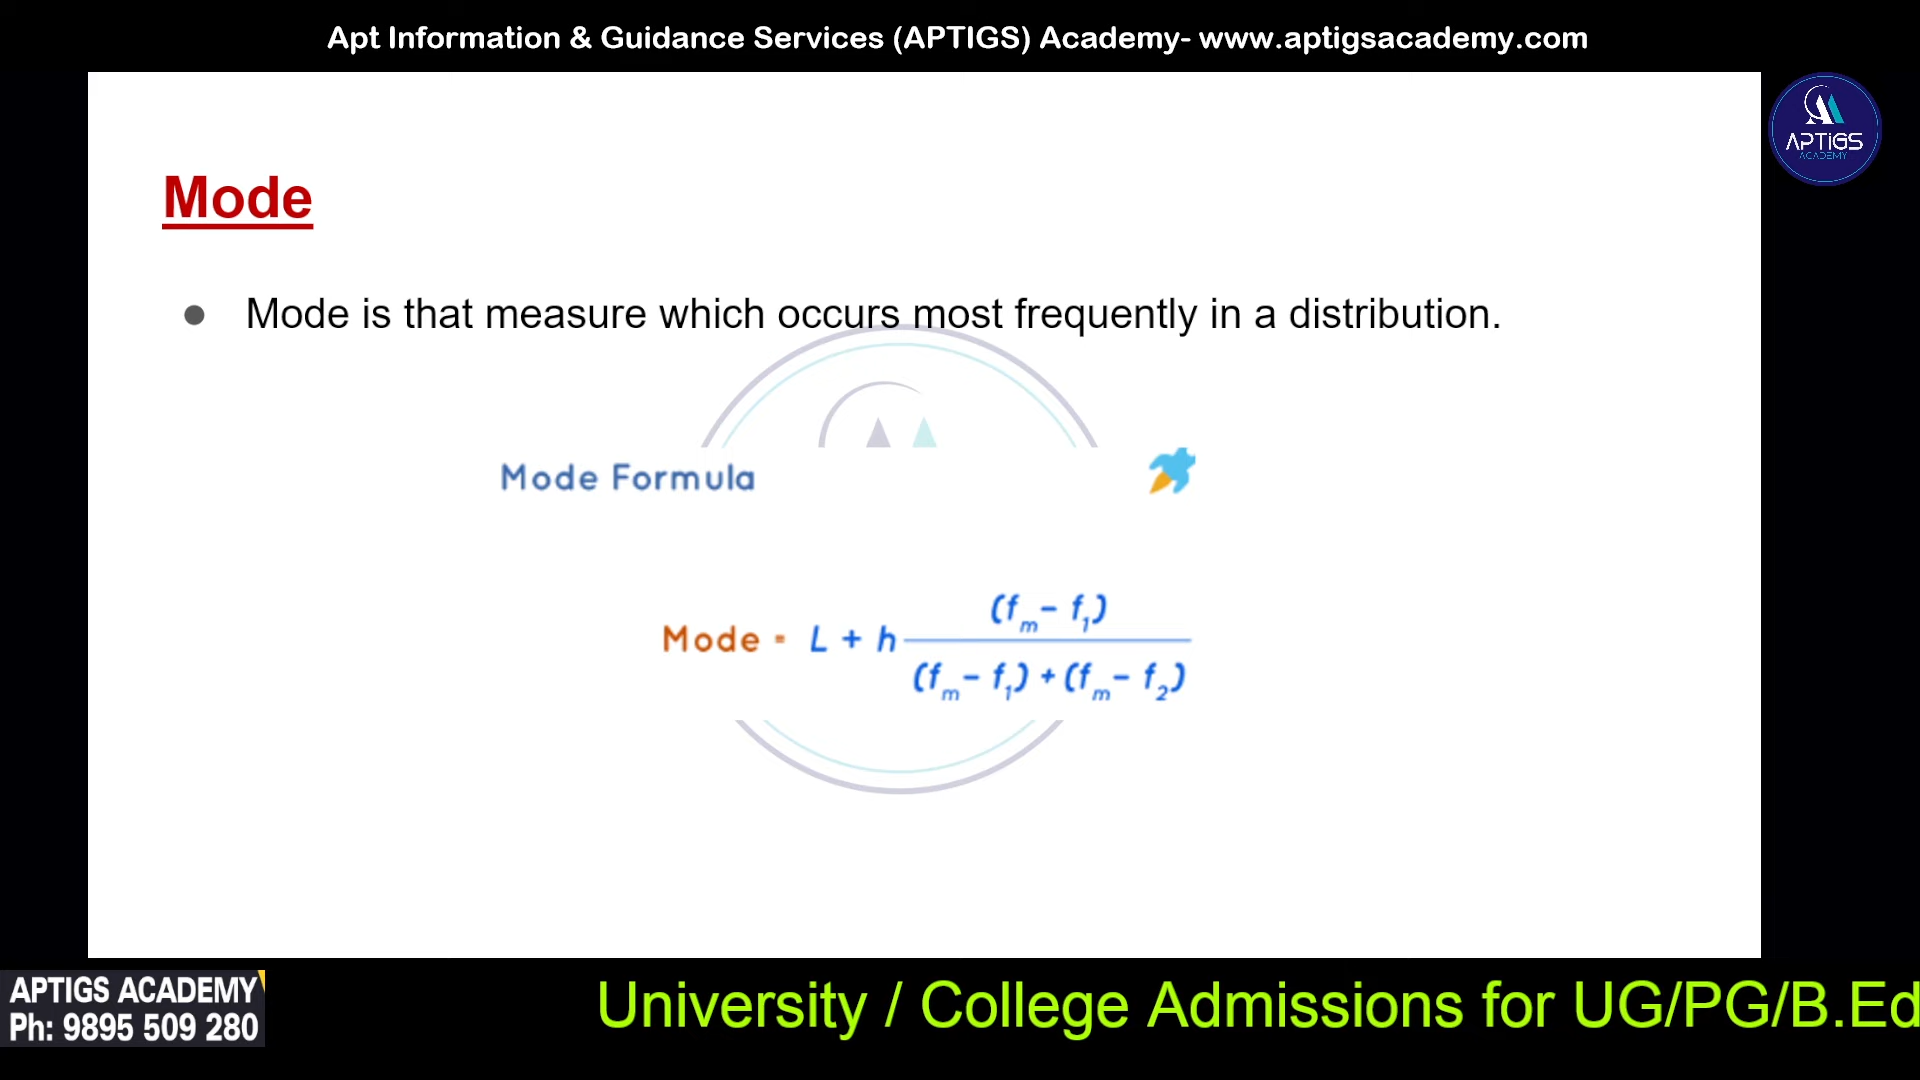 Apt Information & Guidance Services (APTIGS) Academy- www.aptigsacademy.com
APTIGS
ACADEMY
Mode
● Mode is that measure which occurs most frequently in a distribution.
Mode Formula
Mode = L + h (fₘ − f₁) / (fₘ − f₁) + (fₘ − f₂)
APTIGS ACADEMY
Ph: 9895 509 280
University / College Admissions for UG/PG/B.Ed